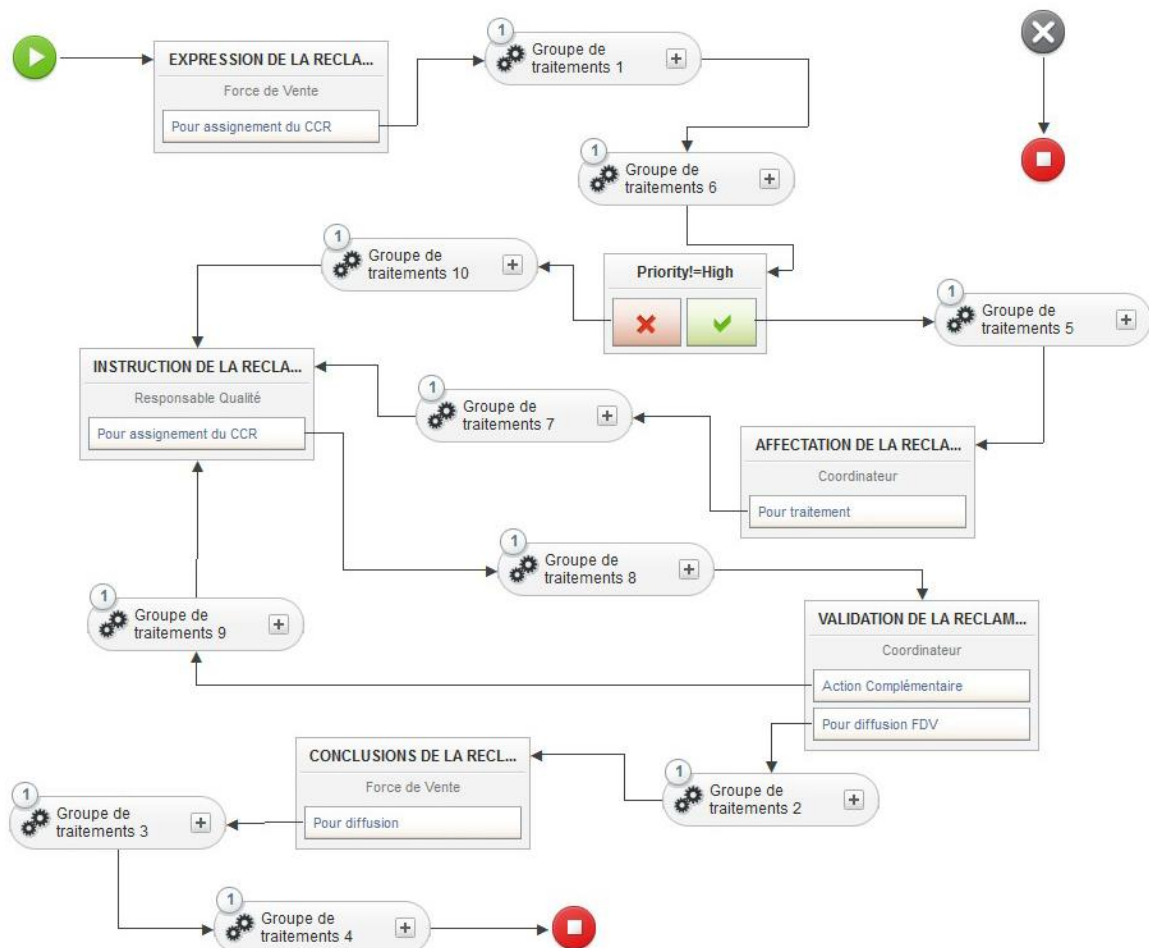 EXPRESSION DE LA RECLA...
Force de Vente
Pour assignement du CCR
1
Groupe de
traitements 1
1
Groupe de
traitements 6
1
Groupe de
traitements 10
Priority!=High
1
Groupe de
traitements 5
INSTRUCTION DE LA RECLA...
Responsable Qualité
Pour assignement du CCR
1
Groupe de
traitements 7
AFFECTATION DE LA RECLA...
Coordinateur
Pour traitement
1
Groupe de
traitements 8
1
Groupe de
traitements 9
VALIDATION DE LA RECLAM...
Coordinateur
Action Complémentaire
Pour diffusion FDV
CONCLUSIONS DE LA RECL...
Force de Vente
Pour diffusion
1
Groupe de
traitements 2
1
Groupe de
traitements 3
1
Groupe de
traitements 4